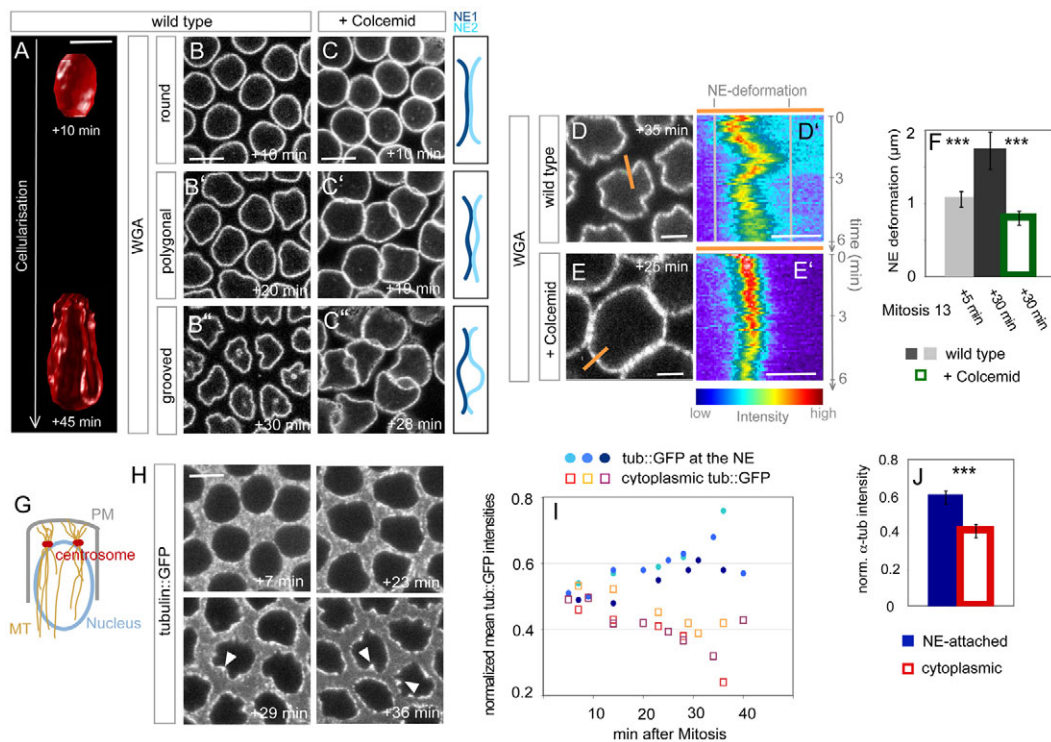 wild type
+ Colcemid
NE1
NE2
A
+10 min
+45 min
Cellularisation
WGA
round
polygonal
grooved
B
+10 min
C
+10 min
B'
+20 min
C'
+19 min
B"
+30 min
C"
+28 min
WGA
wild type
+ Colcemid
D
+35 min
NE-deformation
D'
0
3
6
time (min)
E
+25 min
E'
0
3
6
low
Intensity
high
F
***
***
NE deformation (µm)
2
1
0
Mitosis 13
+5 min
+30 min
+30 min
wild type
+ Colcemid
G
PM
centrosome
MT
Nucleus
H
tubulin::GFP
+7 min
+23 min
+29 min
+36 min
tub::GFP at the NE
cytoplasmic tub::GFP
I
normalized mean tub::GFP intensities
0.8
0.6
0.4
0.2
10
20
30
40
min after Mitosis
J
***
norm. α-tub intensity
0.6
0.4
0.2
0
NE-attached
cytoplasmic